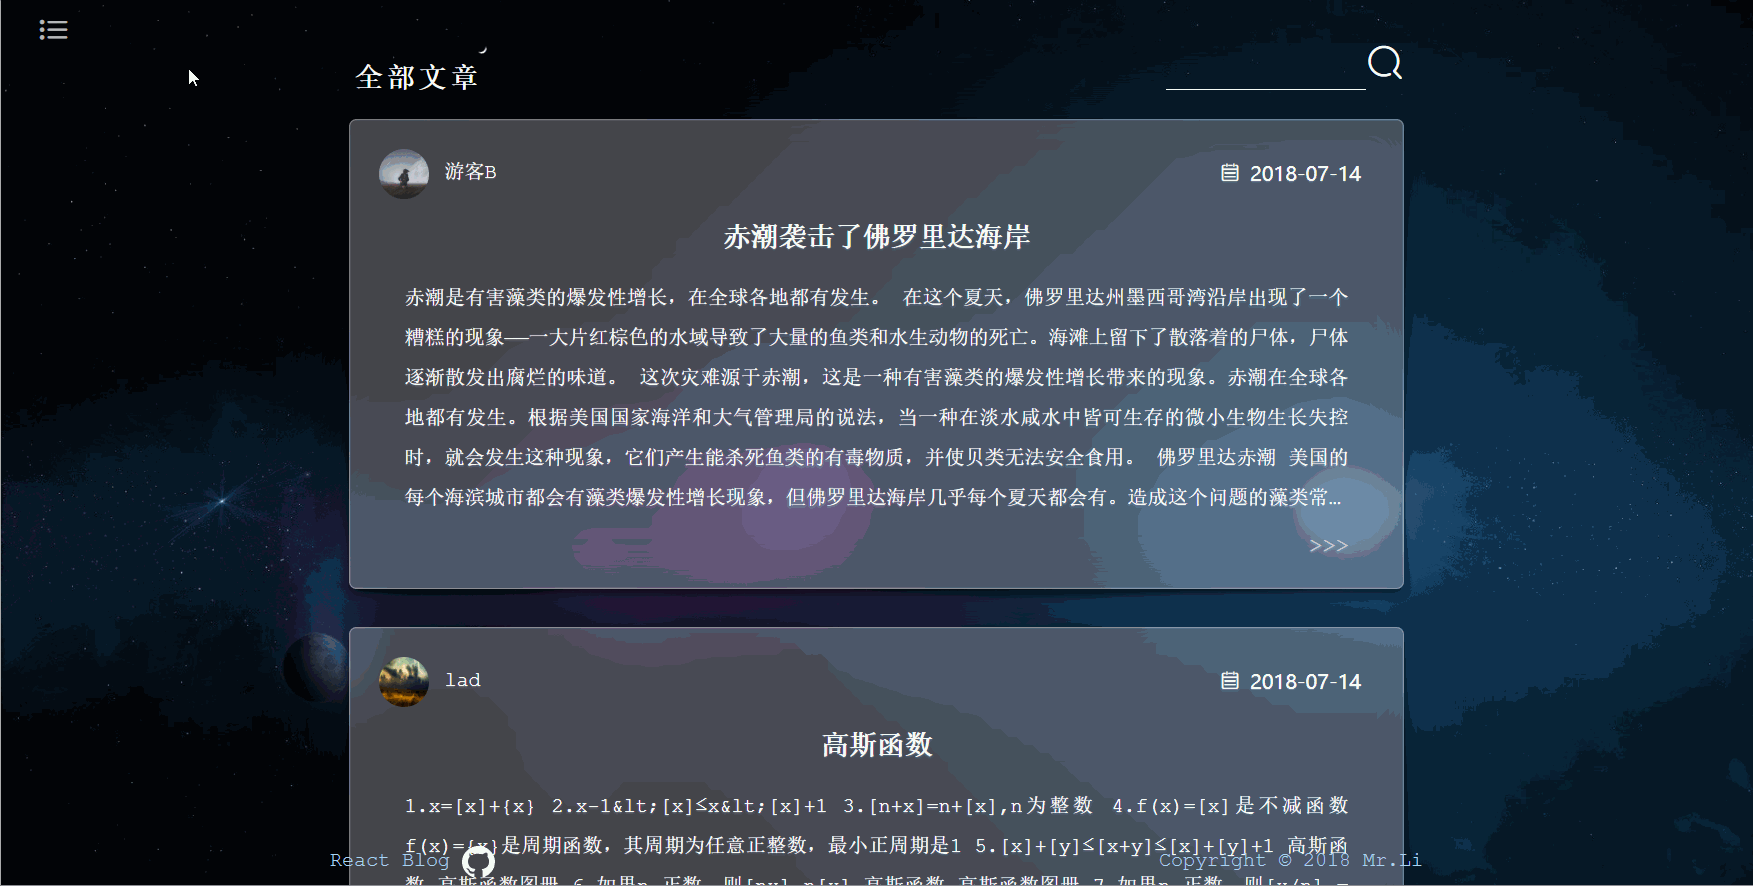 全部文章
游客B
2018-07-14
赤潮袭击了佛罗里达海岸
赤潮是有害藻类的爆发性增长，在全球各地都有发生。 在这个夏天，佛罗里达州墨西哥湾沿岸出现了一个
糟糕的现象——一大片红棕色的水域导致了大量的鱼类和水生动物的死亡。海滩上留下了散落着的尸体，尸体
逐渐散发出腐烂的味道。 这次灾难源于赤潮，这是一种有害藻类的爆发性增长带来的现象。赤潮在全球各
地都有发生。根据美国国家海洋和大气管理局的说法，当一种在淡水咸水中皆可生存的微小生物生长失控
时，就会发生这种现象，它们产生能杀死鱼类的有毒物质，并使贝类无法安全食用。 佛罗里达赤潮 美国的
每个海滨城市都会有藻类爆发性增长现象，但佛罗里达海岸几乎每个夏天都会有。造成这个问题的藻类常...
>>>
lad
2018-07-14
高斯函数
1.x=[x]+{x} 2.x-1&lt;[x]≤x&lt;[x]+1 3.[n+x]=n+[x],n为整数 4.f(x)=[x]是不减函数
f(x)={x}是周期函数，其周期为任意正整数，最小正周期是1 5.[x]+[y]≤[x+y]≤[x]+[y]+1 高斯函
React Blog
Copyright © 2018 Mr.Li